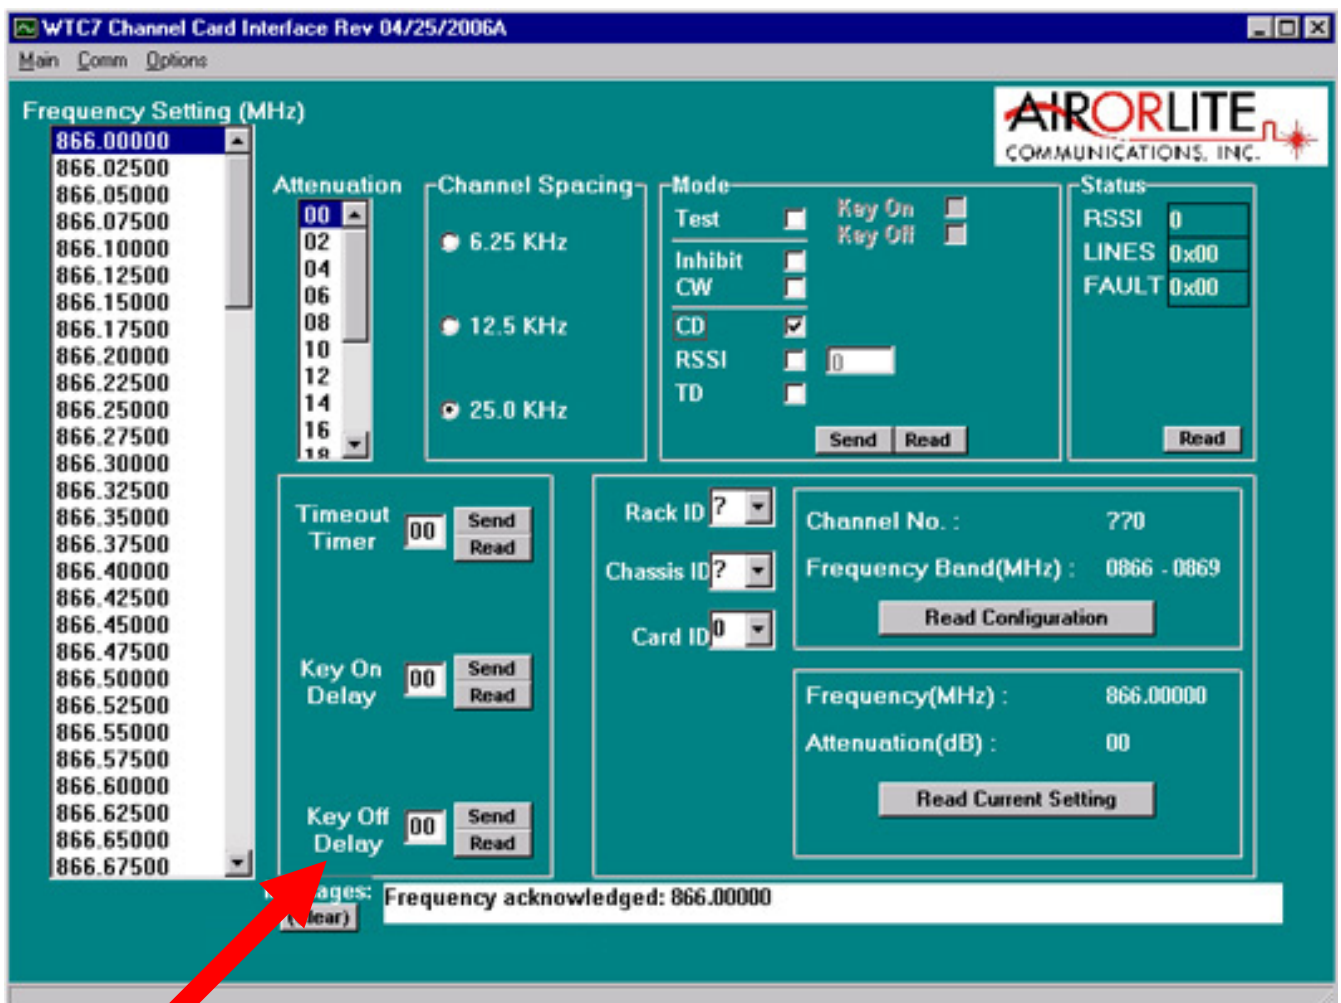 WTC7 Channel Card Interface Rev 04/25/2006A
Main Comm Options
Frequency Setting (MHz)
866.00000
866.02500
866.05000
866.07500
866.10000
866.12500
866.15000
866.17500
866.20000
866.22500
866.25000
866.27500
866.30000
866.32500
866.35000
866.37500
866.40000
866.42500
866.45000
866.47500
866.50000
866.52500
866.55000
866.57500
866.60000
866.62500
866.65000
866.67500
Attenuation
00
02
04
06
08
10
12
14
16
18
Channel Spacing
6.25 KHz
12.5 KHz
25.0 KHz
Mode
Test
Key On
Key Off
Inhibit
CW
CD
RSSI 0
TD
Send Read
AIRORLITE
COMMUNICATIONS, INC.
Status
RSSI 0
LINES 0x00
FAULT 0x00
Read
Timeout
Timer
00
Send
Read
Key On
Delay
00
Send
Read
Key Off
Delay
00
Send
Read
Rack ID ?
Chassis ID ?
Card ID 0
Channel No. : ??0
Frequency Band(MHz) : 0866 - 0869
Read Configuration
Frequency(MHz) : 866.00000
Attenuation(dB) : 00
Read Current Setting
Frequency acknowledged: 866.00000